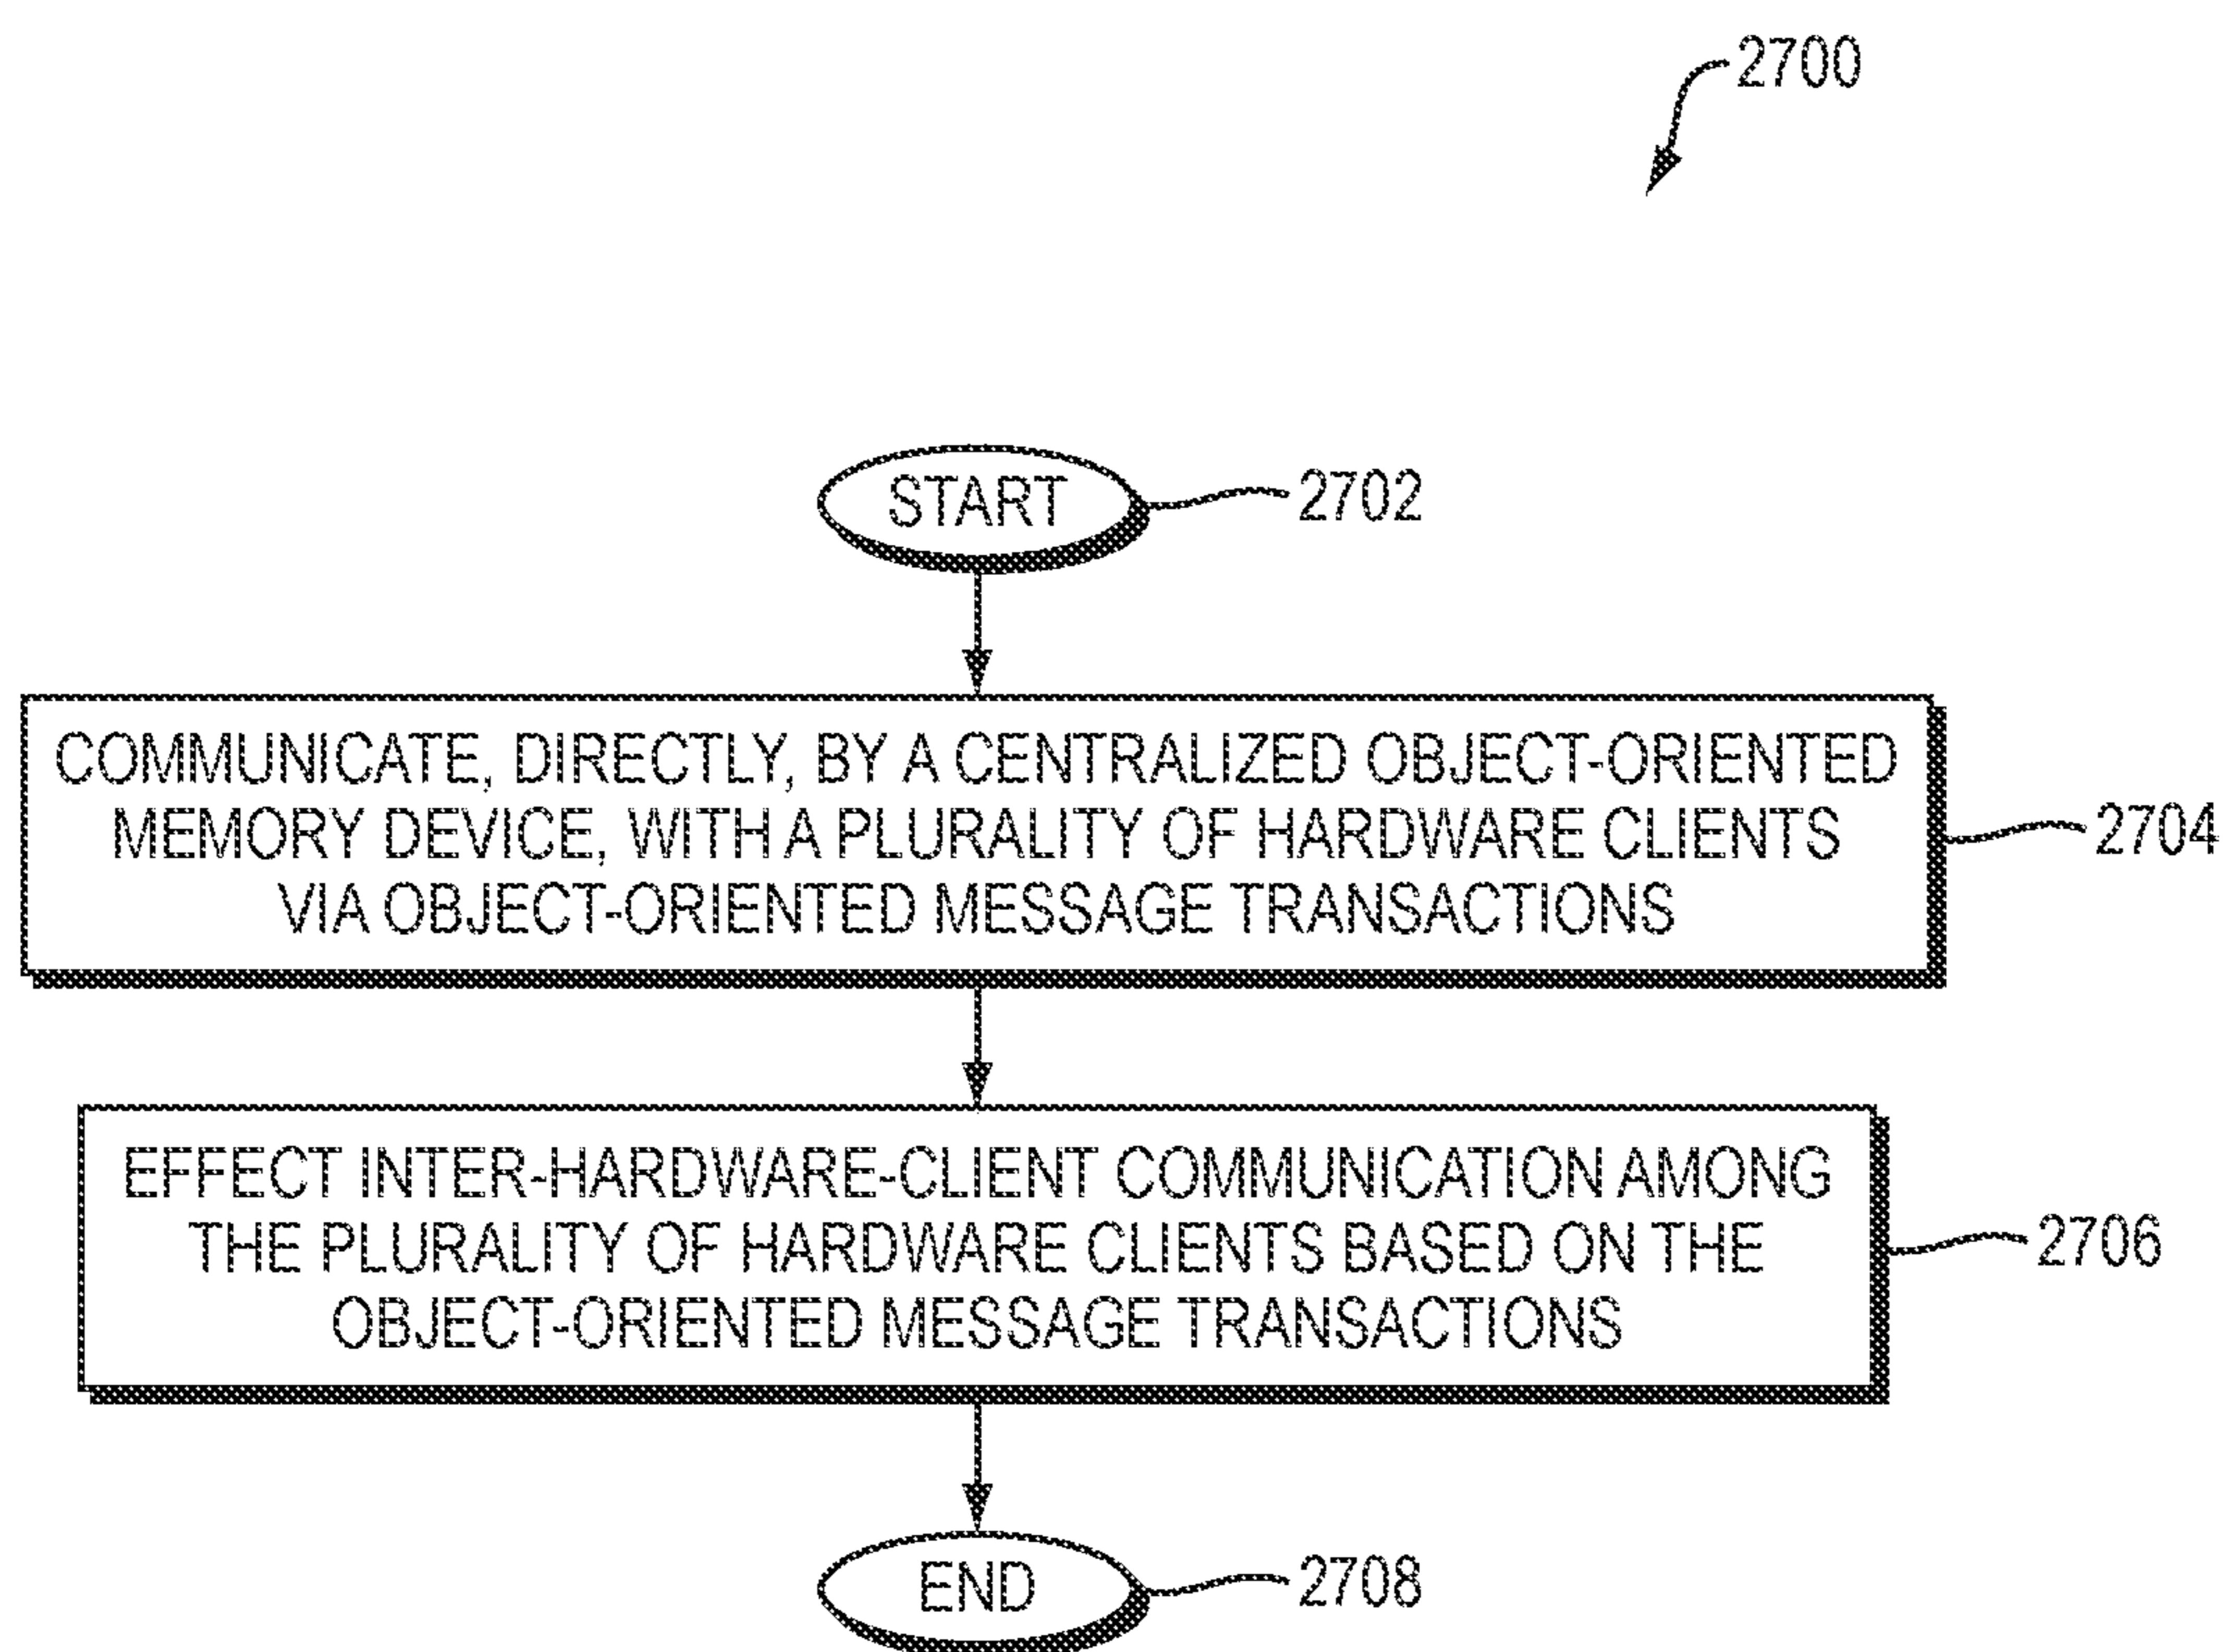 2700
START
2702
COMMUNICATE, DIRECTLY, BY A CENTRALIZED OBJECT-ORIENTED
MEMORY DEVICE, WITH A PLURALITY OF HARDWARE CLIENTS
VIA OBJECT-ORIENTED MESSAGE TRANSACTIONS
2704
EFFECT INTER-HARDWARE-CLIENT COMMUNICATION AMONG
THE PLURALITY OF HARDWARE CLIENTS BASED ON THE
OBJECT-ORIENTED MESSAGE TRANSACTIONS
2706
END
2708